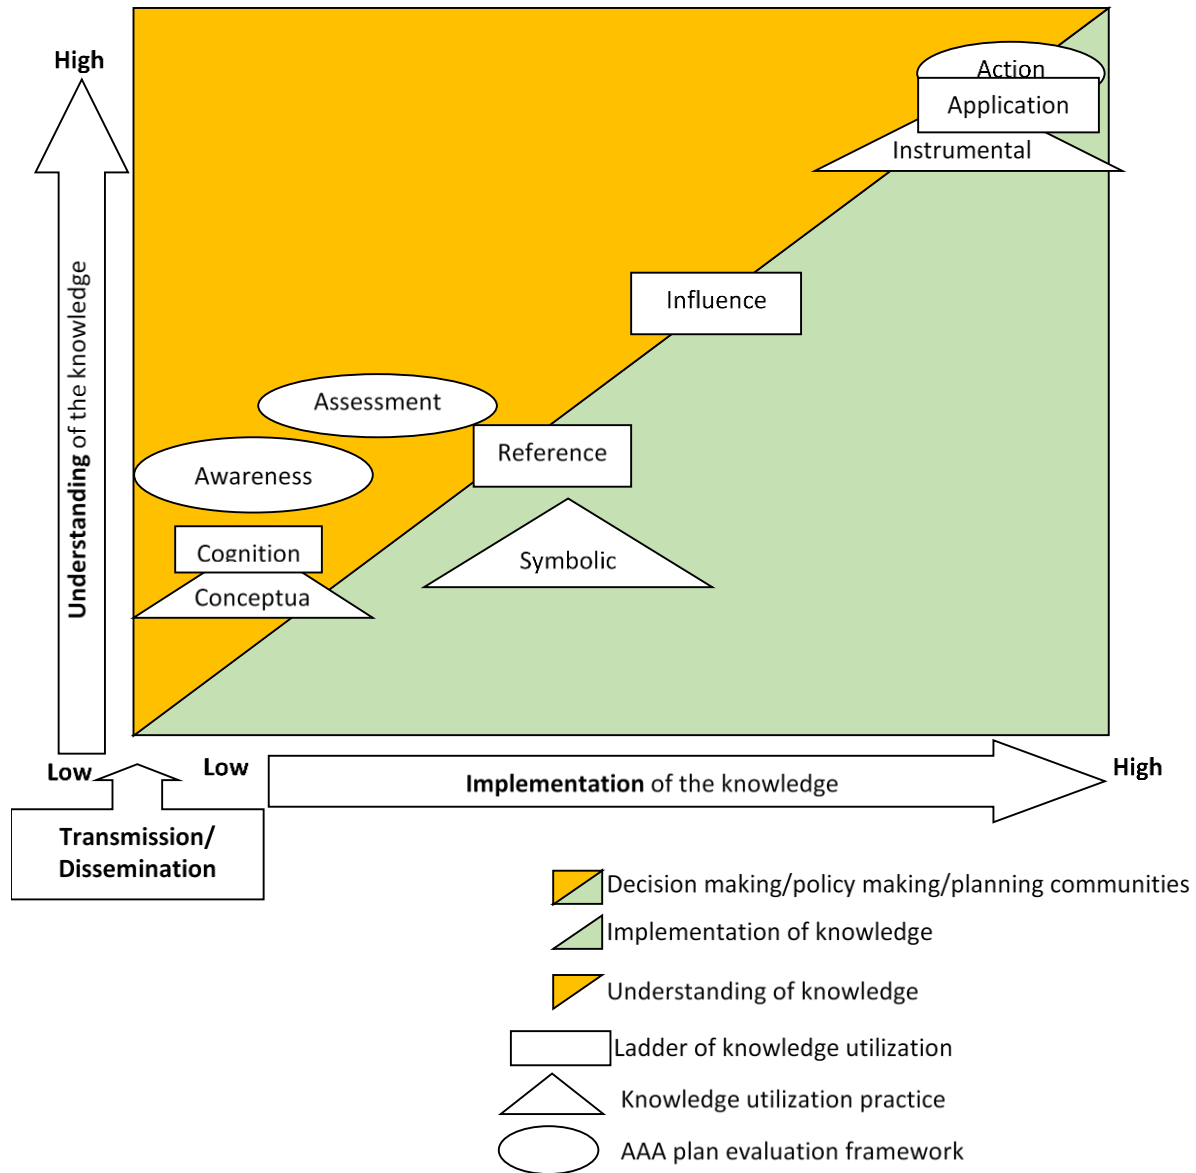 High
Action
Application
Instrumental
Influence
Assessment
Reference
Awareness
Cognition
Symbolic
Conceptua
Understanding of the knowledge
Low
Low
High
Implementation of the knowledge
Transmission/
Dissemination
Decision making/policy making/planning communities
Implementation of knowledge
Understanding of knowledge
Ladder of knowledge utilization
Knowledge utilization practice
AAA plan evaluation framework